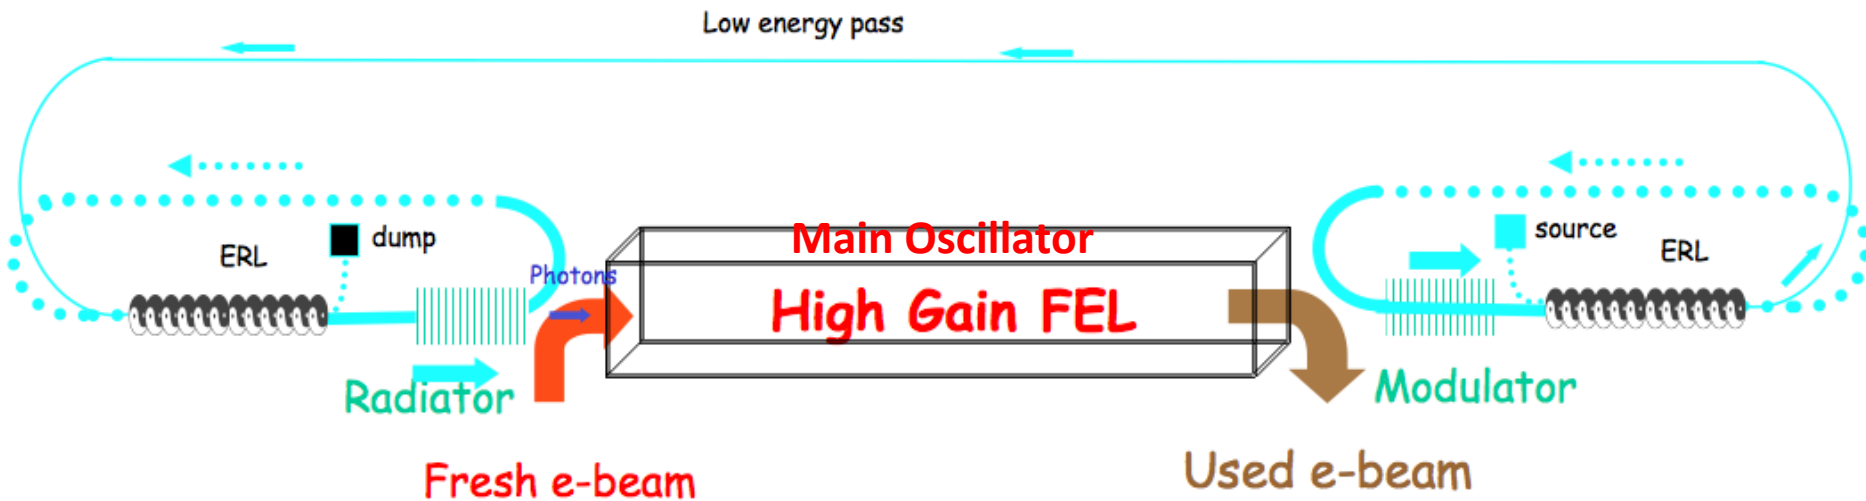 Low energy pass
dump
ERL
Photons
Main Oscillator
High Gain FEL
source
ERL
Radiator
Modulator
Fresh e-beam
Used e-beam